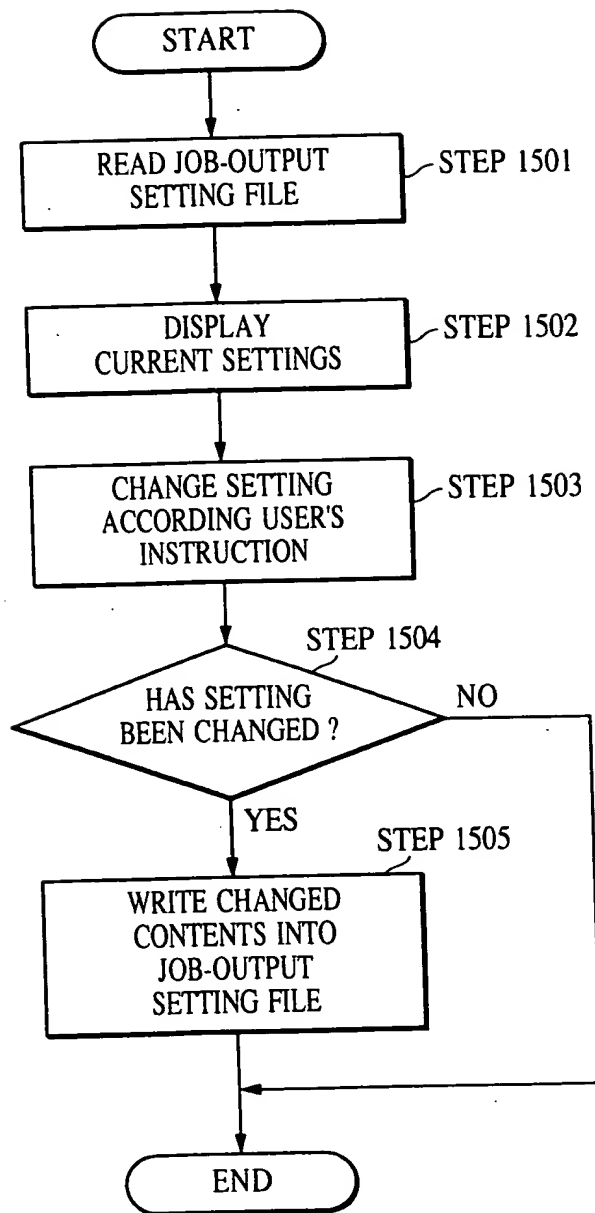 START
READ JOB-OUTPUT
SETTING FILE
STEP 1501
DISPLAY
CURRENT SETTINGS
STEP 1502
CHANGE SETTING
ACCORDING USER'S
INSTRUCTION
STEP 1503
STEP 1504
HAS SETTING
BEEN CHANGED ?
NO
YES
STEP 1505
WRITE CHANGED
CONTENTS INTO
JOB-OUTPUT
SETTING FILE
END